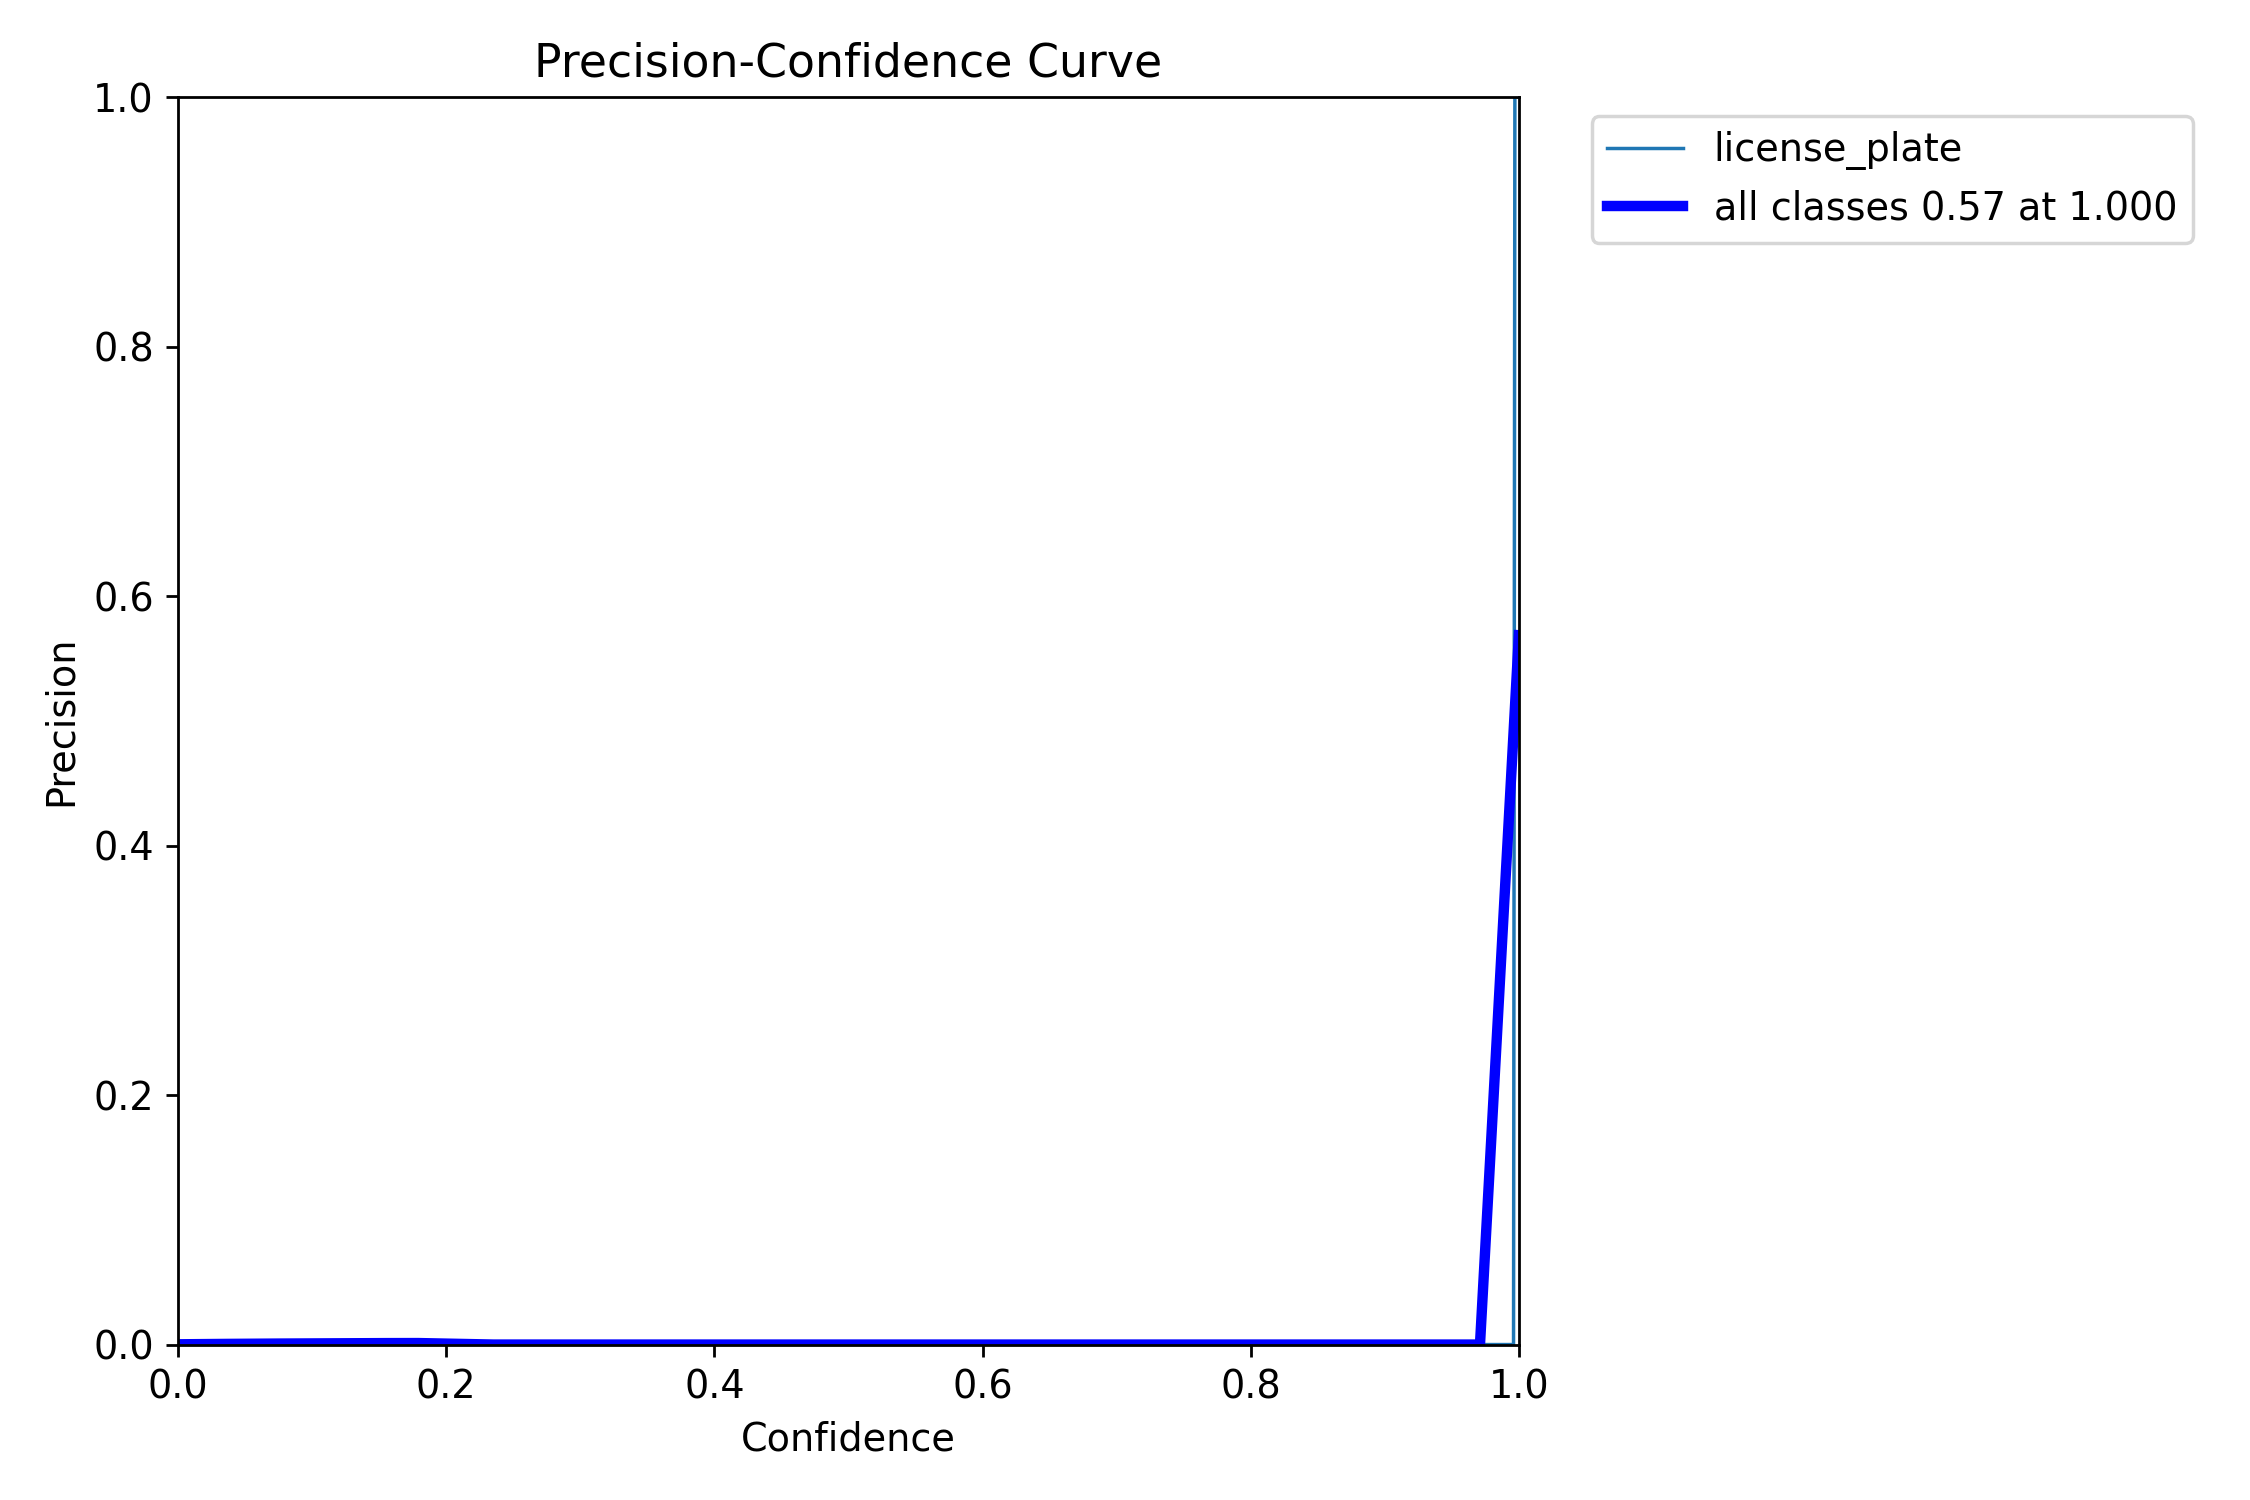 Precision-Confidence Curve
1.0
0.8
0.6
0.4
0.2
0.0
Precision
0.0 0.2 0.4 0.6 0.8 1.0
Confidence
license_plate
all classes 0.57 at 1.000